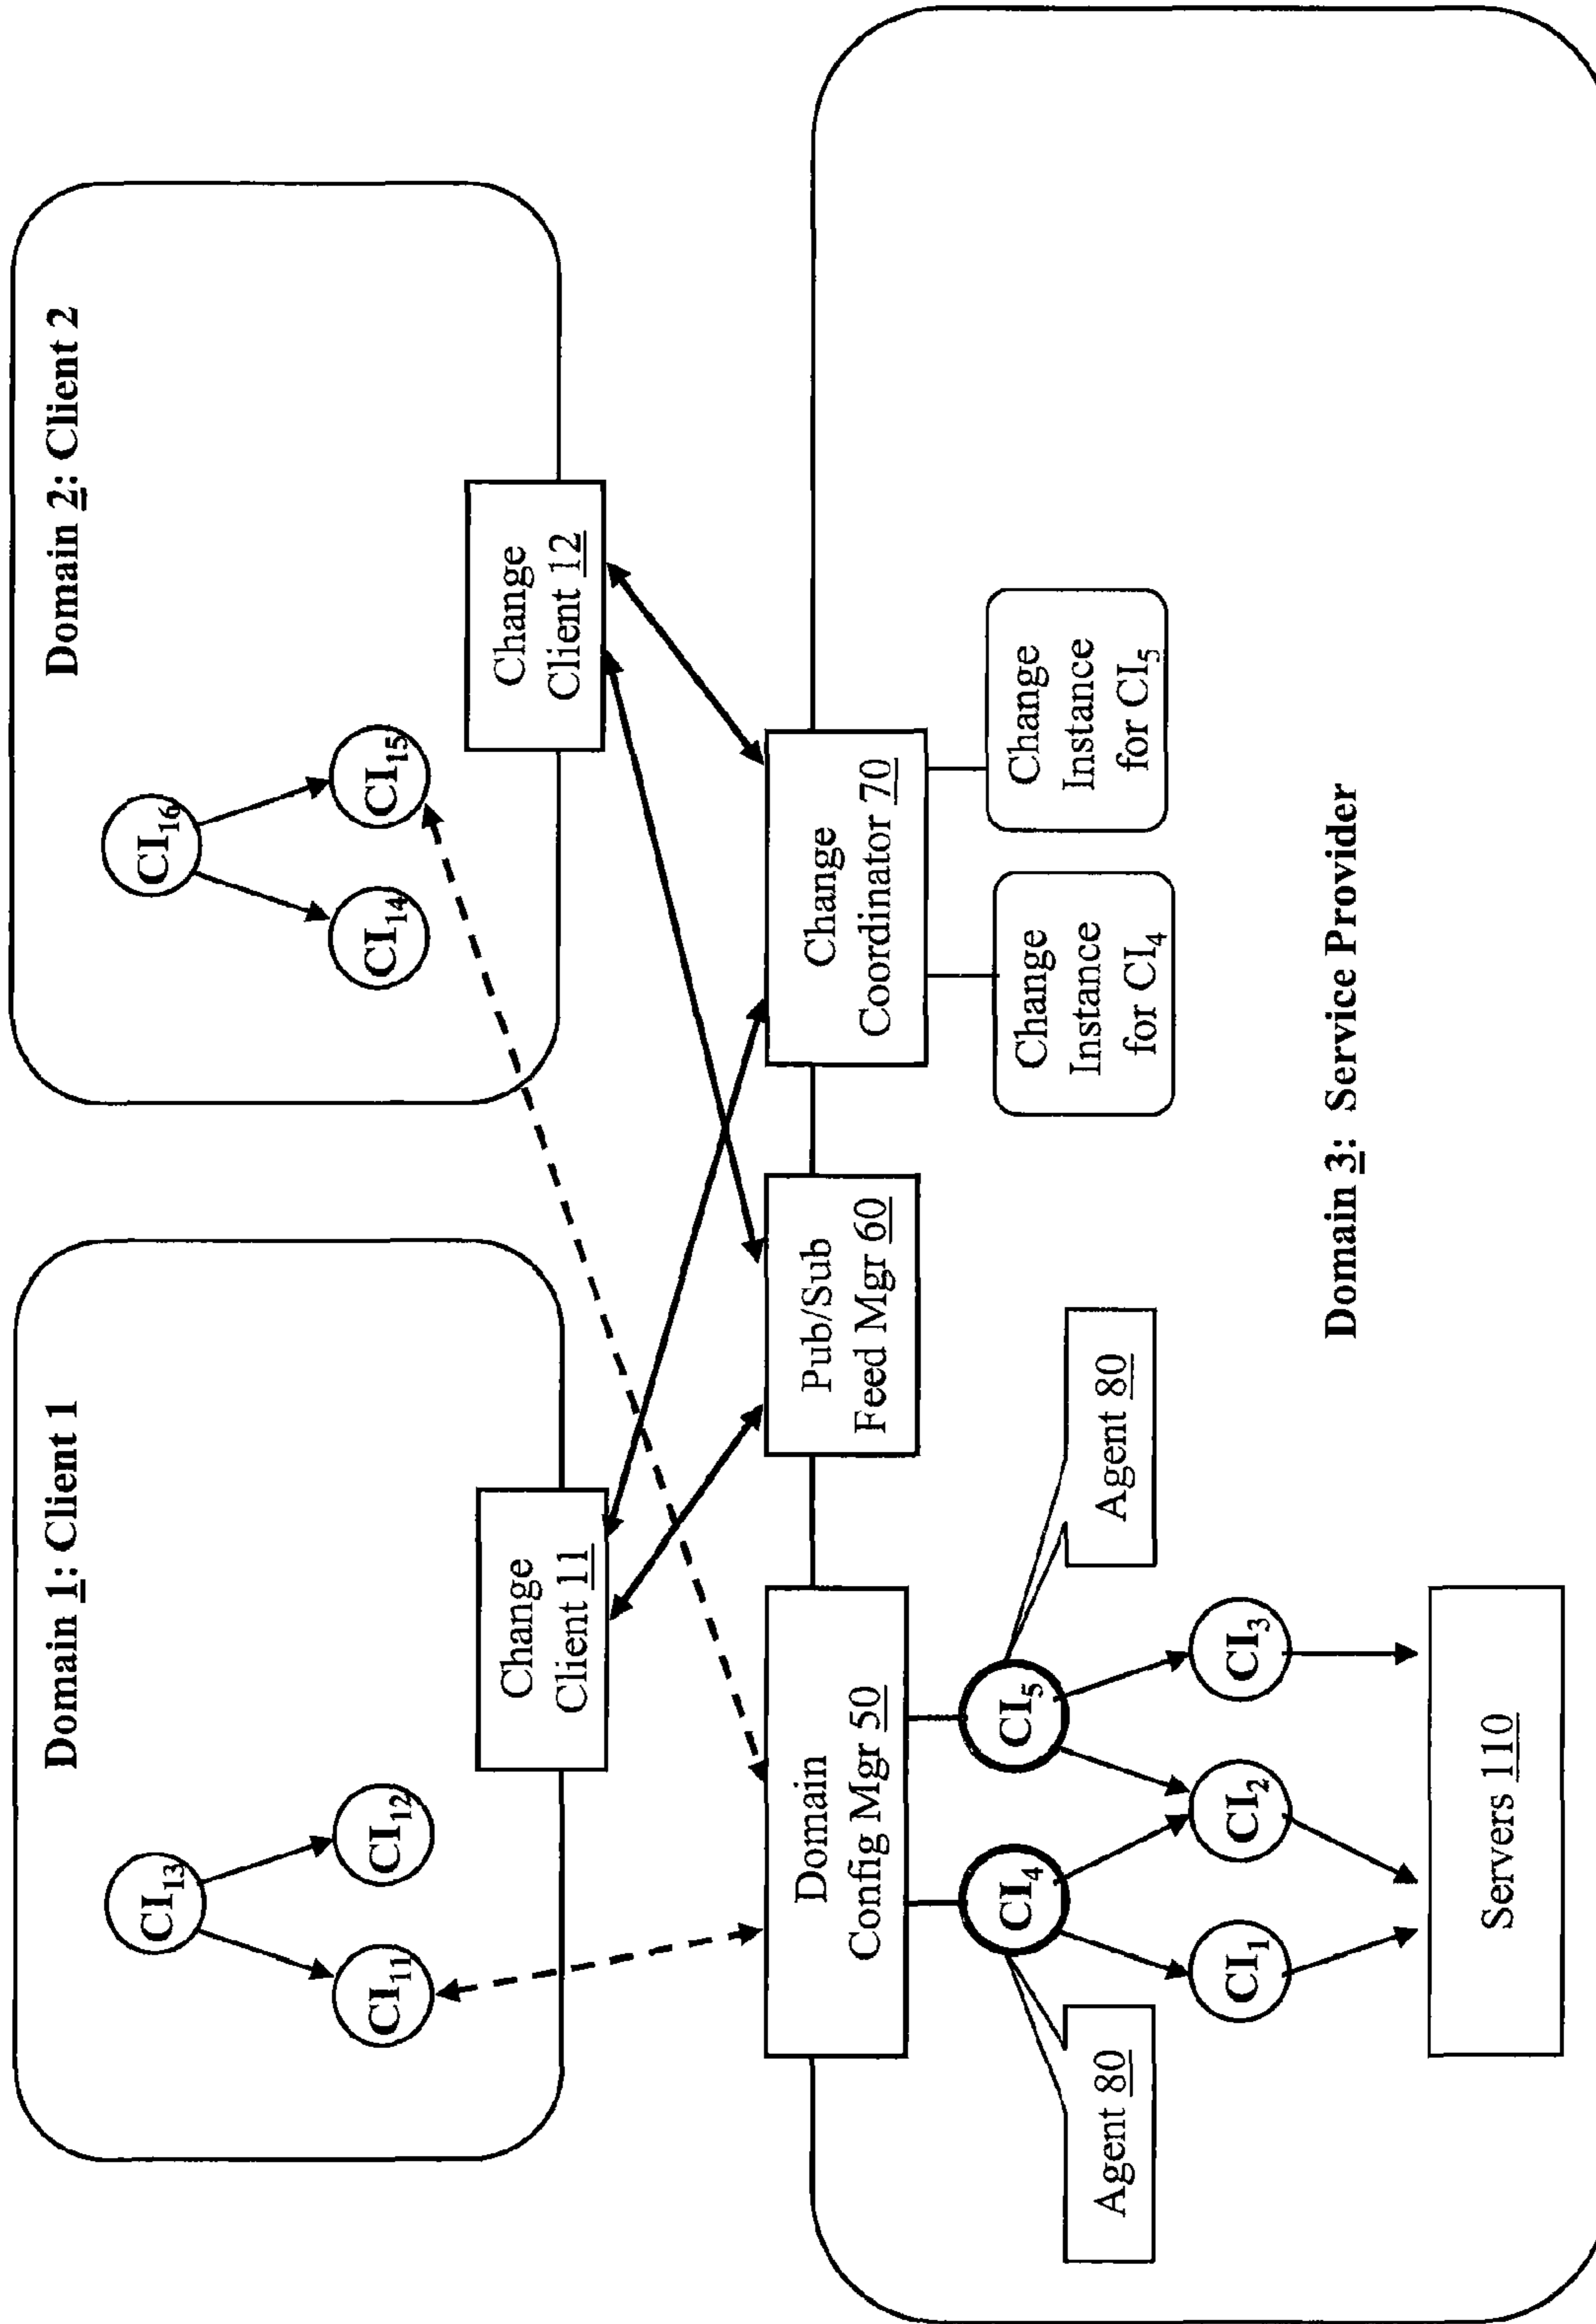 Domain 1: Client 1
CI13
CI11
CI12
Change
Client 11
Domain 2: Client 2
CI16
CI14
CI15
Change
Client 12
Domain
Config Mgr 50
Pub/Sub
Feed Mgr 60
Change
Coordinator 70
CI4
CI5
Agent 80
Agent 80
CI1
CI2
CI3
Servers 110
Change
Instance
for CI4
Change
Instance
for CI5
Domain 3: Service Provider